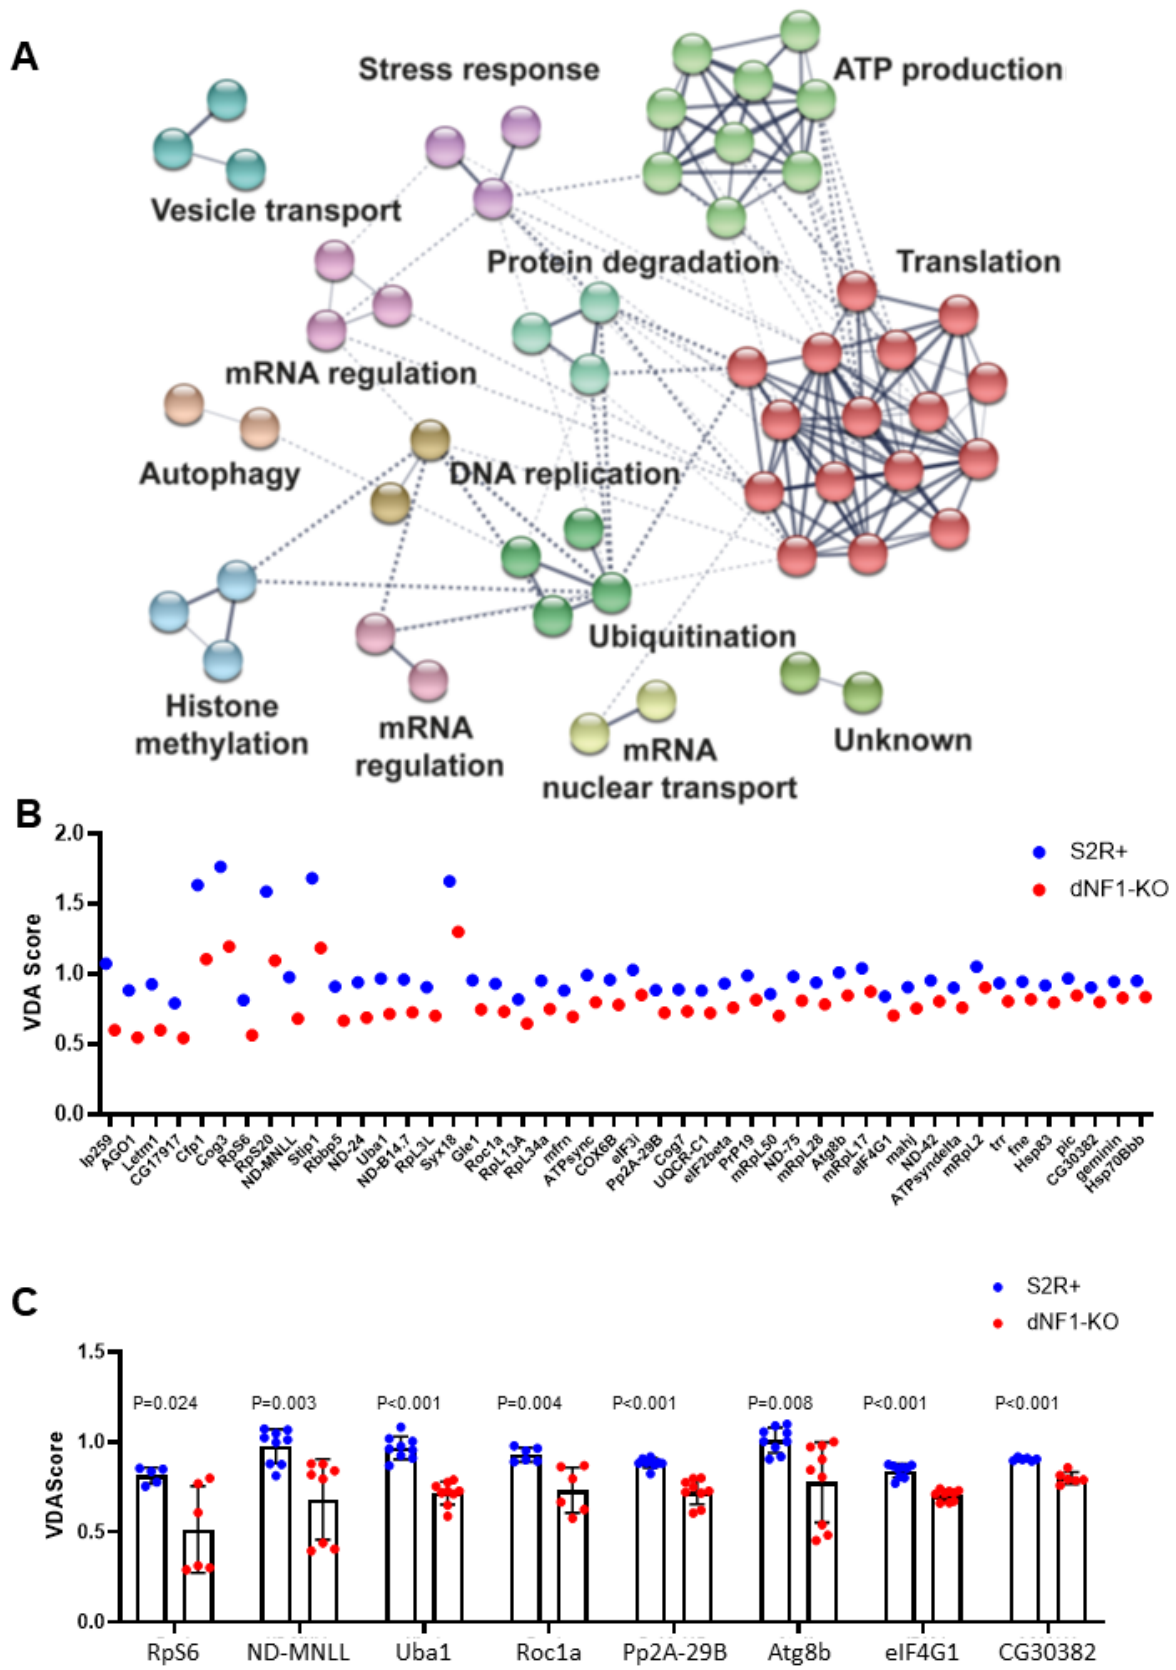 A
Stress response
ATP production
Vesicle transport
Protein degradation
Translation
mRNA regulation
Autophagy
DNA replication
Ubiquitination
Histone
methylation
mRNA
regulation
mRNA
nuclear transport
Unknown
B
2.0
1.5
1.0
0.5
0.0
VDA Score
S2R+
dNF1-KO
Ip259
AGO1
Letm1
CG17917
Cfp1
Cog3
RpS6
RpS20
ND-MNLL
Stip1
Rbbp5
ND-24
Uba1
ND-B14.7
RpL3L
Syx18
Gle1
Roc1a
RpL13A
RpL34a
mfrn
ATPsync
COX6B
eIF3i
Pp2A-29B
Cog7
UQCR-C1
eIF2beta
PrP19
mRpL50
ND-75
mRpL28
Atg8b
mRpL17
eIF4G1
mahj
ND-42
ATPsyndelta
mRpL2
trr
fne
Hsp83
pic
CG30382
geminin
Hsp70Bbb
C
S2R+
dNF1-KO
1.5
1.0
0.5
0.0
VDAScore
P=0.024
P=0.003
P<0.001
P=0.004
P<0.001
P=0.008
P<0.001
P<0.001
RpS6
ND-MNLL
Uba1
Roc1a
Pp2A-29B
Atg8b
eIF4G1
CG30382